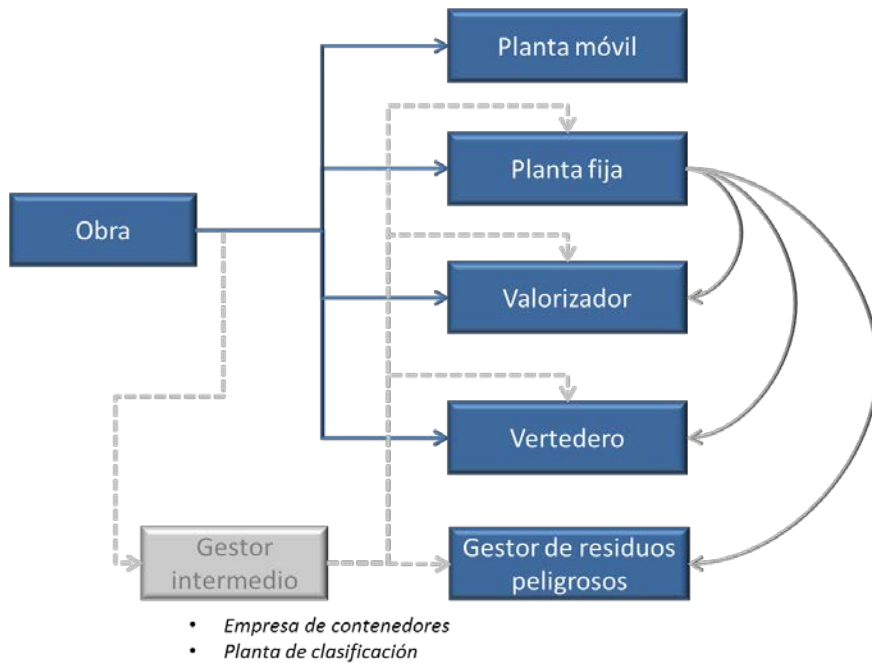 Planta móvil
Planta fija
Obra
Valorizador
Vertedero
Gestor
intermedio
Gestor de residuos
peligrosos
• Empresa de contenedores
• Planta de clasificación